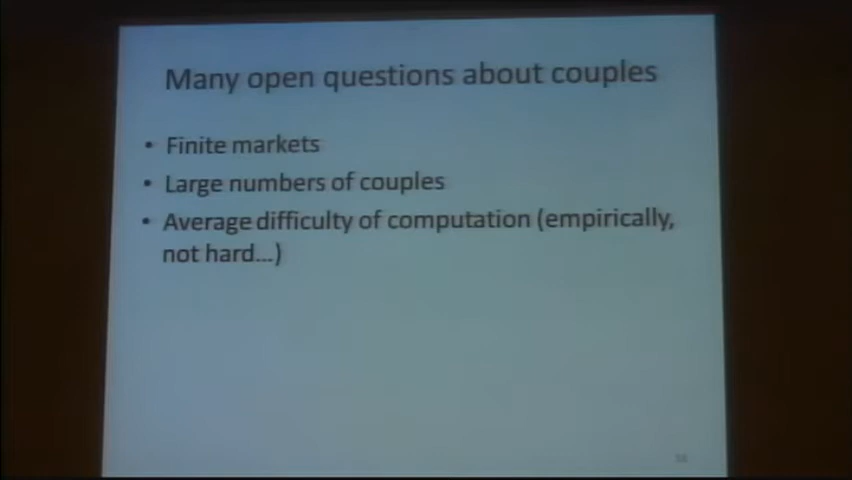 Many open questions about couples
• Finite markets
• Large numbers of couples
• Average difficulty of computation (empirically,
not hard...)